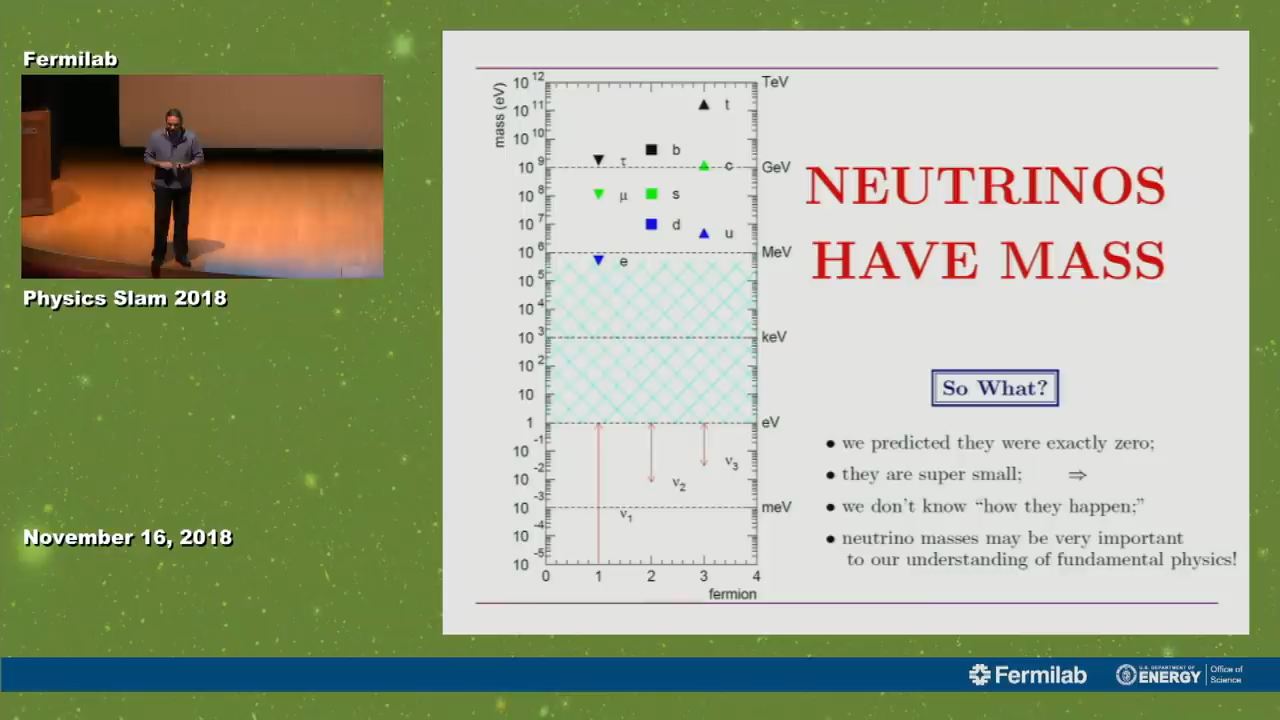 Fermilab
Physics Slam 2018
November 16, 2018
mass (eV)
10 12
10 11
10 10
10 9
10 8
10 7
10 6
10 5
10 4
10 3
10 2
10
1
10 -1
10 -2
10 -3
10 -4
10 -5
TeV
GeV
MeV
keV
eV
meV
t
b
τ
c
μ
s
d
u
e
ν3
ν2
ν1
0 1 2 3 4
fermion
NEUTRINOS
HAVE MASS
So What?
• we predicted they were exactly zero;
• they are super small; ⇒
• we don't know “how they happen;”
• neutrino masses may be very important
to our understanding of fundamental physics!
Fermilab
U.S. DEPARTMENT OF
ENERGY
Office of
Science